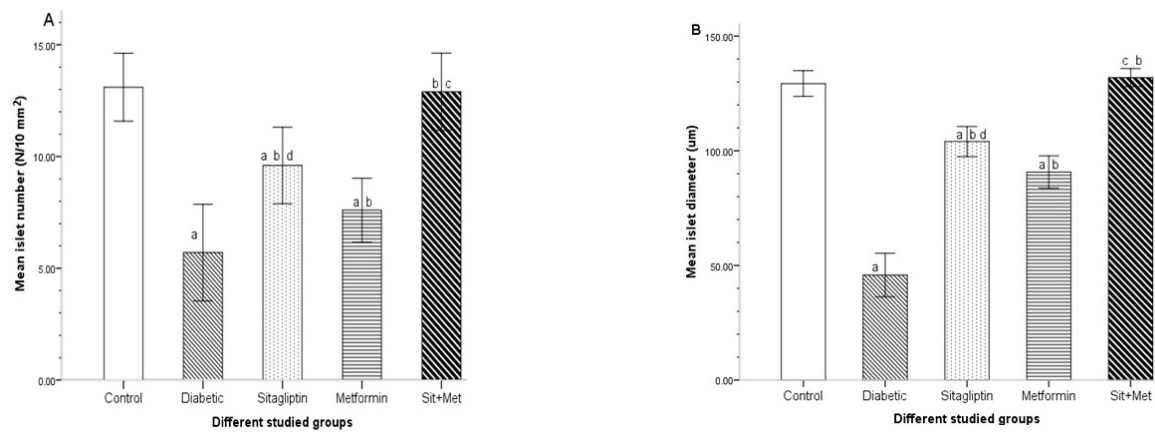 A
Mean islet number (N/10 mm²)
15.00
10.00
5.00
0.00
a
a b d
a b
b c
Control Diabetic Sitagliptin Metformin Sit+Met
Different studied groups
B
Mean islet diameter (um)
150.00
100.00
50.00
0.00
a
a b d
a b
c b
Control Diabetic Sitagliptin Metformin Sit+Met
Different studied groups